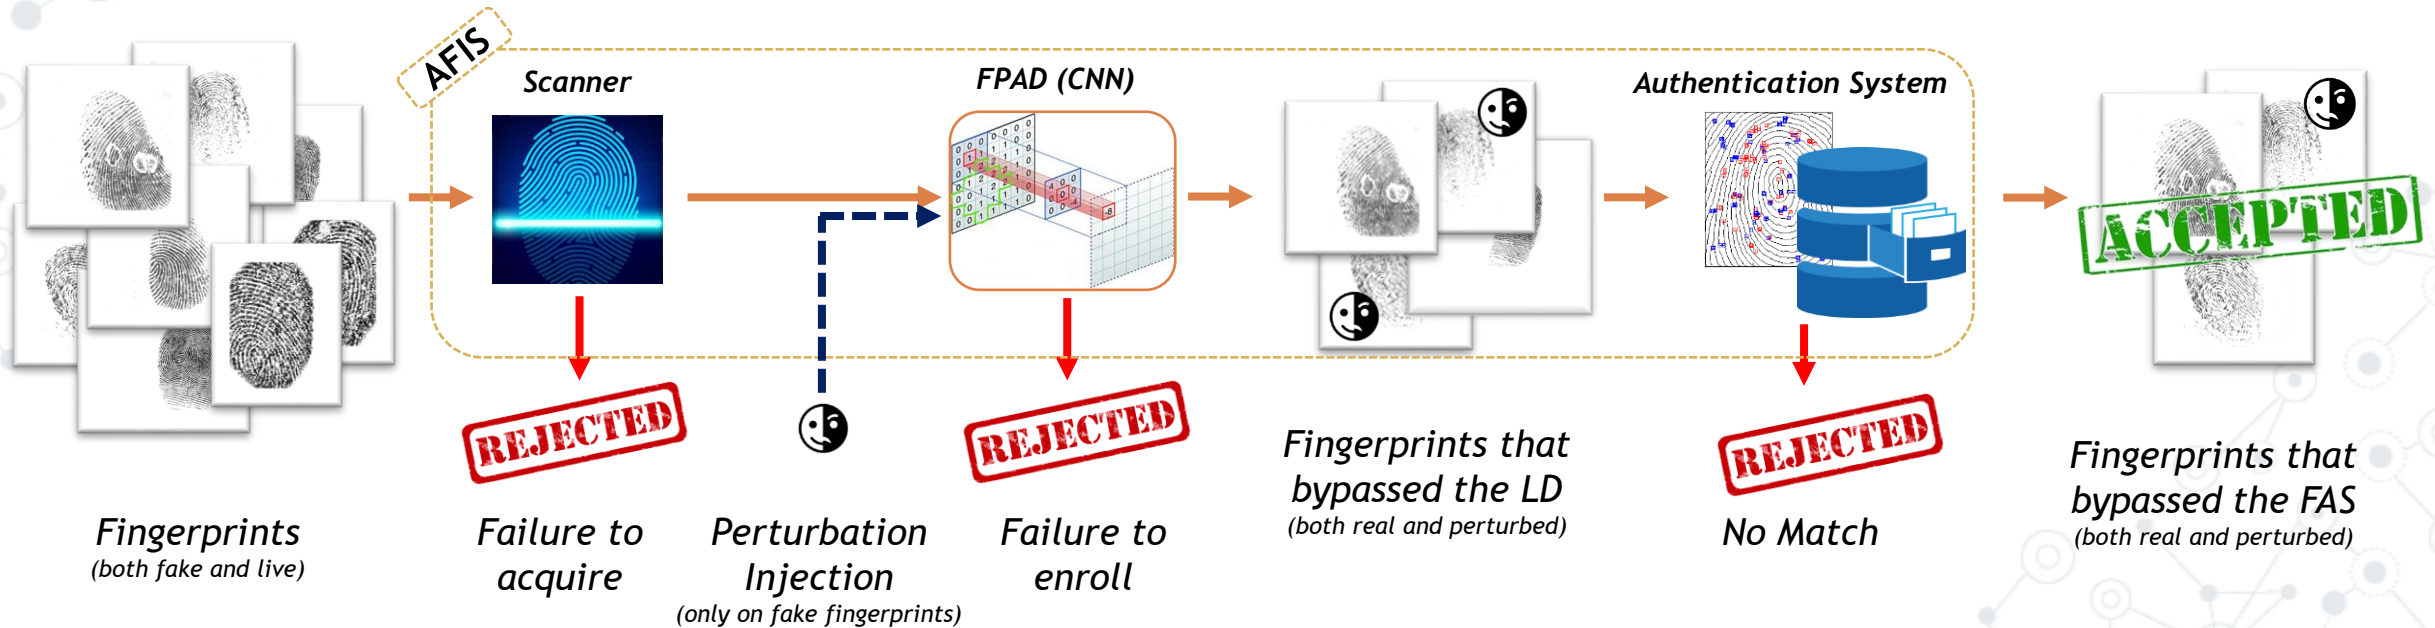 AFIS
Scanner
FPAD (CNN)
Authentication System
ACCEPTED
REJECTED
REJECTED
REJECTED
Fingerprints
(both fake and live)
Failure to
acquire
Perturbation
Injection
(only on fake fingerprints)
Failure to
enroll
Fingerprints that
bypassed the LD
(both real and perturbed)
No Match
Fingerprints that
bypassed the FAS
(both real and perturbed)